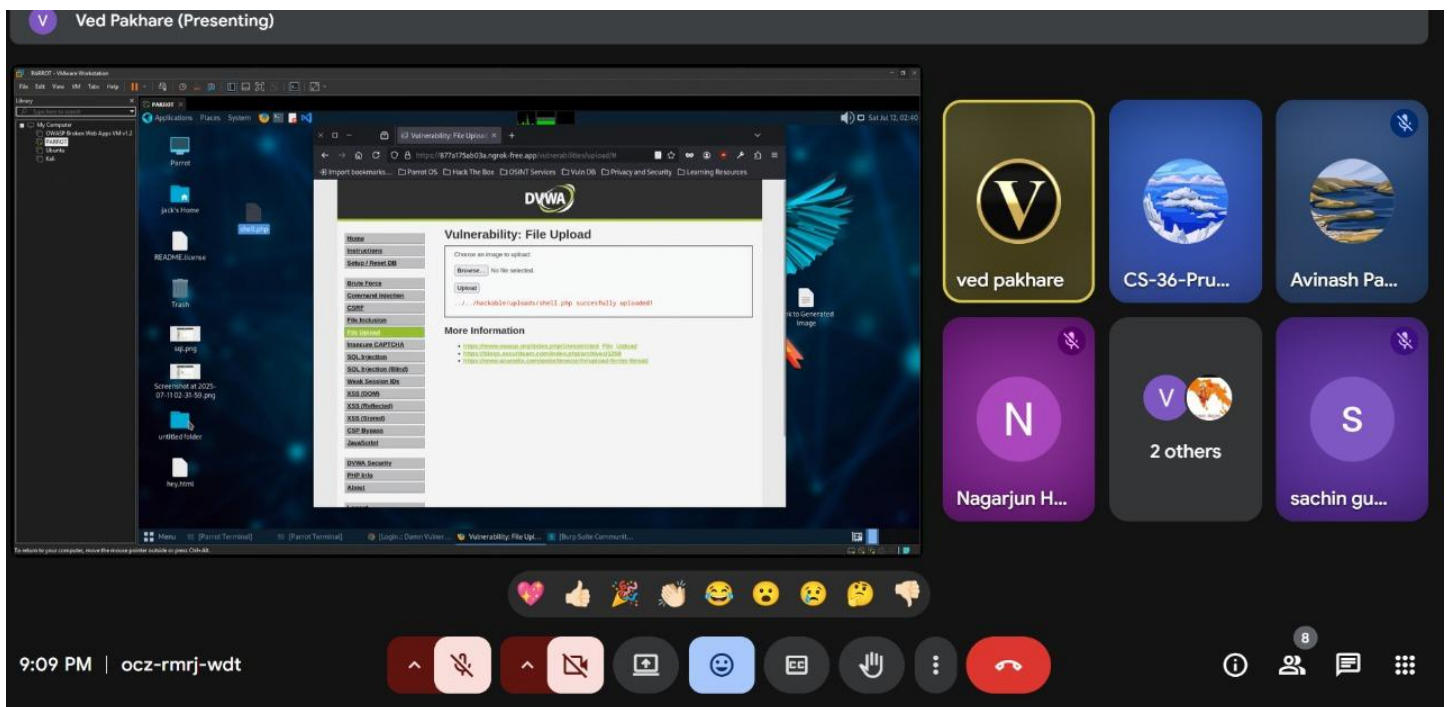 V Ved Pakhare (Presenting)
PARROT - VMware Workstation
File Edit View VM Tabs Help
Library
Type here to search
My Computer
OWASP Broken Web Apps VM v1.2
PARROT
Ubuntu
Kali
PARROT
Applications Places System
Sat Jul 12, 02:40
Parrot
jack's Home
shell.php
README.license
Trash
sql.png
Screenshot at 2025-
07-11 02-31-59.png
untitled folder
hey.html
Image
Vulnerability: File Upload
Import bookmarks... Parrot OS Hack The Box OSINT Services Vuln DB Privacy and Security Learning Resources
DVWA
Home
Instructions
Setup / Reset DB
Brute Force
Command Injection
CSRF
File Inclusion
File Upload
Insecure CAPTCHA
SQL Injection
SQL Injection (Blind)
Weak Session IDs
XSS (DOM)
XSS (Reflected)
XSS (Stored)
CSP Bypass
JavaScript
DVWA Security
PHP Info
About
Vulnerability: File Upload
Choose an image to upload:
Browse... No file selected.
Upload
../../hackable/uploads/shell.php succesfully uploaded!
More Information
Menu [Parrot Terminal] [Parrot Terminal] [Login :: Damn Vulner... Vulnerability: File Upl... [Burp Suite Communit...
To return to your computer, move the mouse pointer outside or press Ctrl+Alt.
V
ved pakhare
CS-36-Pru...
Avinash Pa...
N
Nagarjun H...
V
2 others
S
sachin gu...
9:09 PM | ocz-rmrj-wdt
CC
8